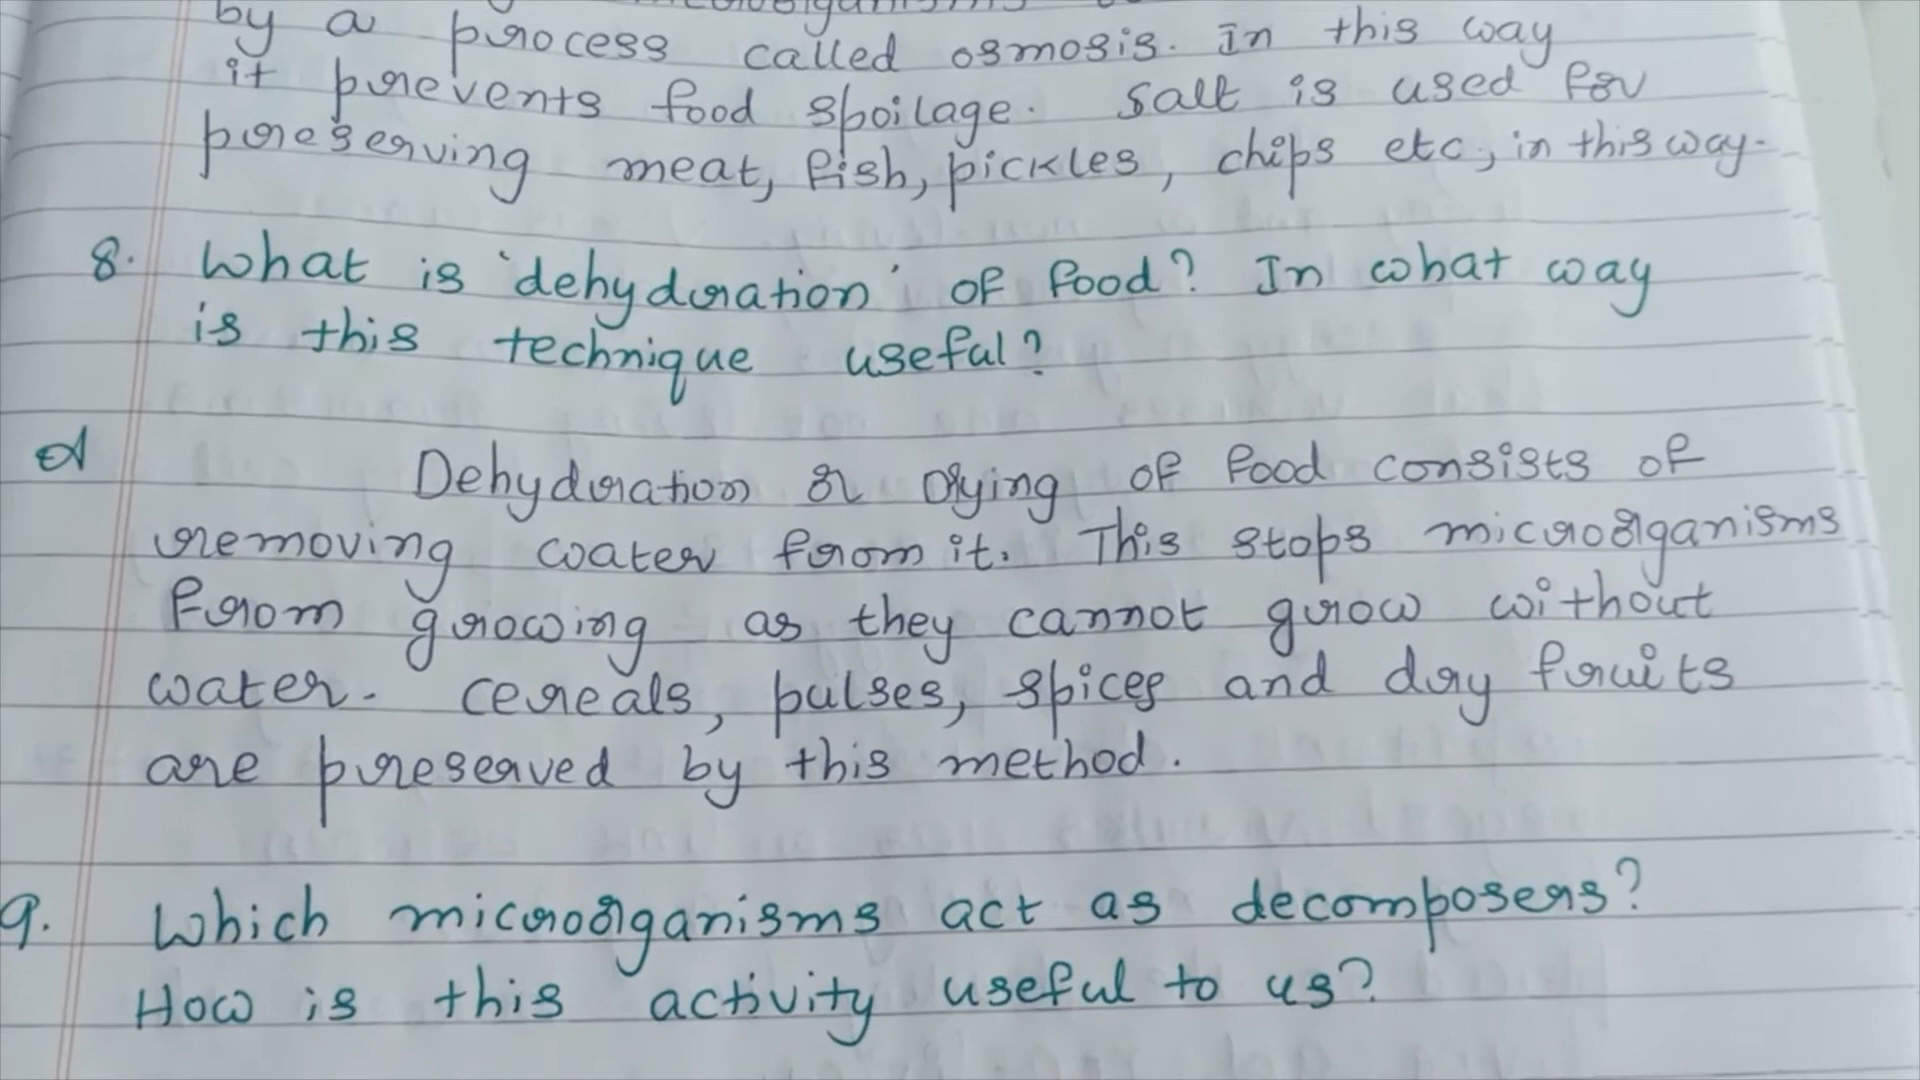 microorganisms
by a process called osmosis. In this way
it prevents food spoilage. Salt is used for
preserving meat, fish, pickles, chips etc, in this way.
8. What is 'dehydration' of food? In what way
is this technique useful?
Dehydration or Drying of food consists of
removing water from it. This stops microorganisms
from growing as they cannot grow without
water. cereals, pulses, spices and dry fruits
are preserved by this method.
9. Which microorganisms act as decomposers?
How is this activity useful to us?